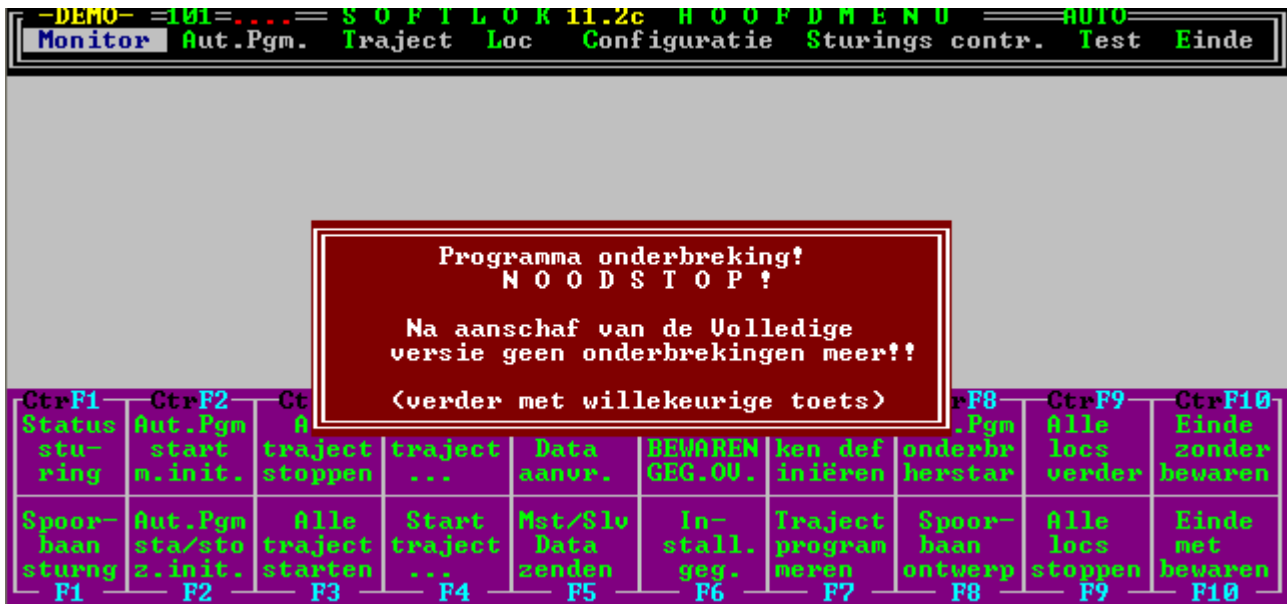 -DEMO- =101=....== S O F T L O K 11.2c H O O F D M E N U ====AUTO=
Monitor Aut.Pgm. Traject Loc Configuratie Sturings contr. Test Einde
Programma onderbreking!
N O O D S T O P !
Na aanschaf van de Volledige
versie geen onderbrekingen meer!!
(verder met willekeurige toets)
CtrF1 CtrF2 Ct rF8 CtrF9 CtrF10
Status Aut.Pgm A .Pgm Alle Einde
stu- start traject traject Data BEWAREN ken def onderbr locs zonder
ring m.init. stoppen ... aanvr. GEG.OV. iniëren herstar verder bewaren
Spoor- Aut.Pgm Alle Start Mst/Slv In- Traject Spoor- Alle Einde
baan sta/sto traject traject Data stall. program baan locs met
sturng z.init. starten ... zenden geg. meren ontwerp stoppen bewaren
F1 F2 F3 F4 F5 F6 F7 F8 F9 F10